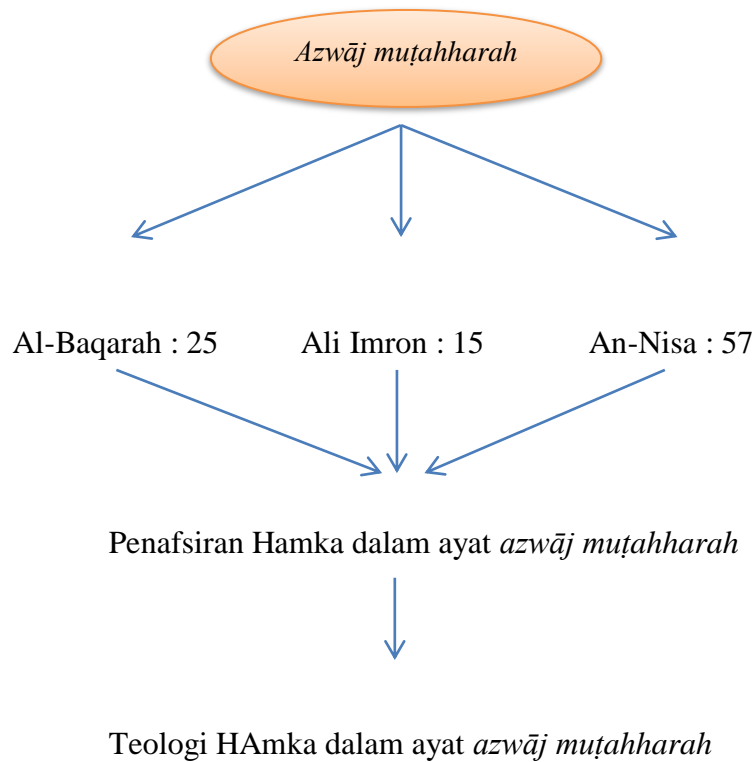 Azwāj muṭahharah
Al-Baqarah : 25 Ali Imron : 15 An-Nisa : 57
Penafsiran Hamka dalam ayat azwāj muṭahharah
Teologi HAmka dalam ayat azwāj muṭahharah